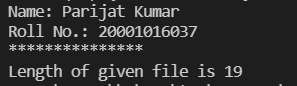 Name: Parijat Kumar
Roll No.: 20001016037
***************
Length of given file is 19